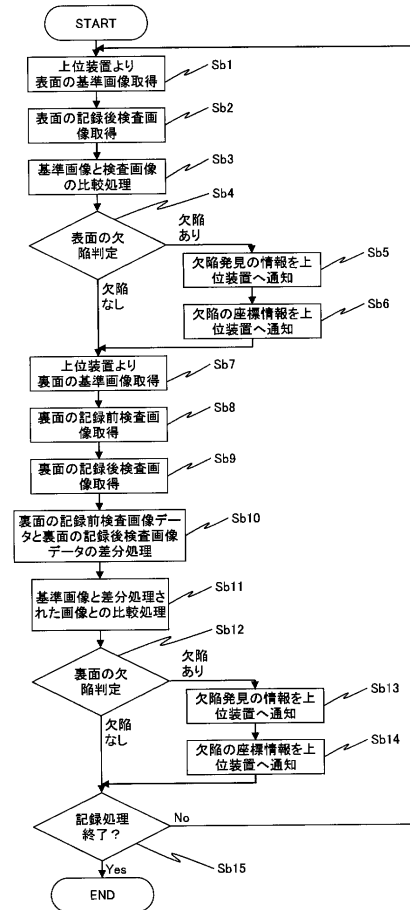 START
上位装置より
表面の基準画像取得
Sb1
表面の記録後検査画
像取得
Sb2
基準画像と検査画像
の比較処理
Sb3
表面の欠
陥判定
Sb4
欠陥
あり
欠陥
なし
欠陥発見の情報を上
位装置へ通知
Sb5
欠陥の座標情報を上
位装置へ通知
Sb6
上位装置より
裏面の基準画像取得
Sb7
裏面の記録前検査画
像取得
Sb8
裏面の記録後検査画
像取得
Sb9
裏面の記録前検査画像デー
タと裏面の記録後検査画像
データの差分処理
Sb10
基準画像と差分処理さ
れた画像との比較処理
Sb11
裏面の欠
陥判定
Sb12
欠陥
あり
欠陥
なし
欠陥発見の情報を上
位装置へ通知
Sb13
欠陥の座標情報を上
位装置へ通知
Sb14
記録処理
終了？
No
Yes
Sb15
END